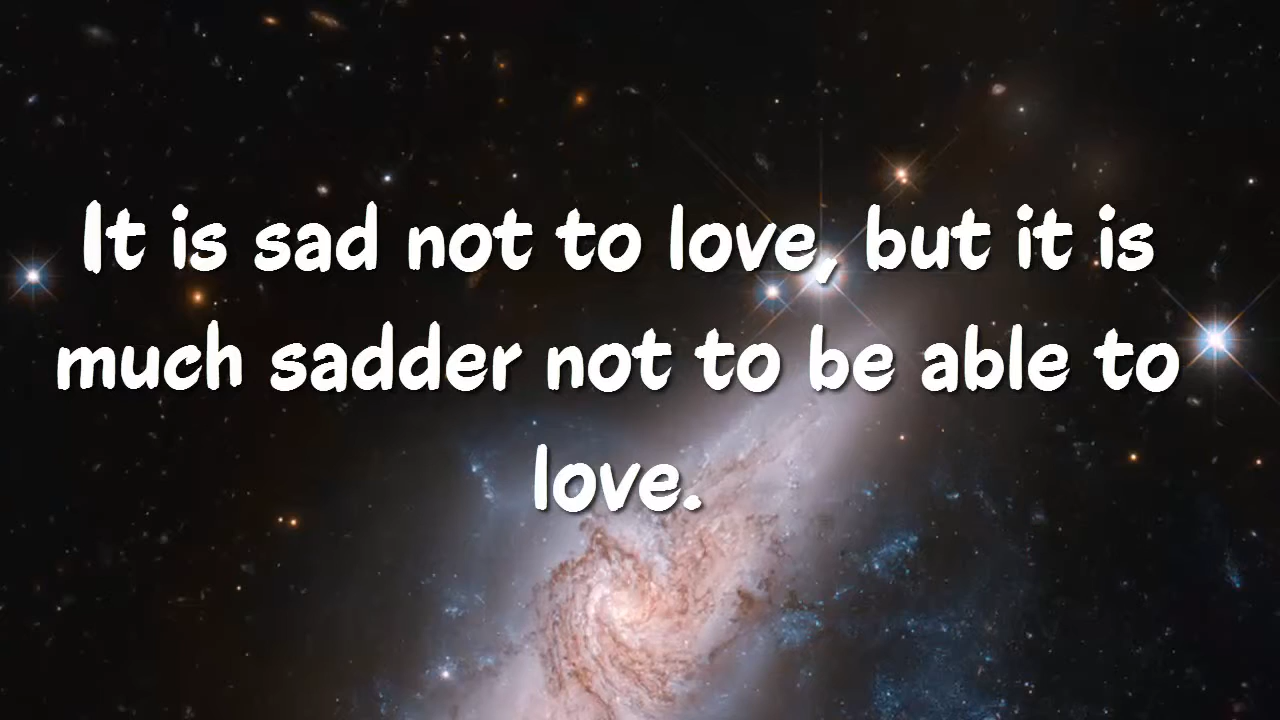 It is sad not to love, but it is
much sadder not to be able to
love.